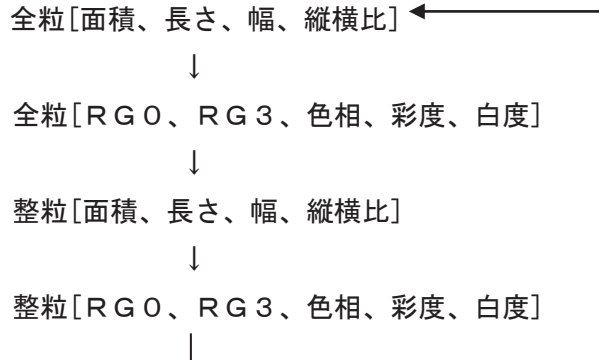 全粒[面積、長さ、幅、縦横比]
↓
全粒[ＲＧ０、ＲＧ３、色相、彩度、白度]
↓
整粒[面積、長さ、幅、縦横比]
↓
整粒[ＲＧ０、ＲＧ３、色相、彩度、白度]